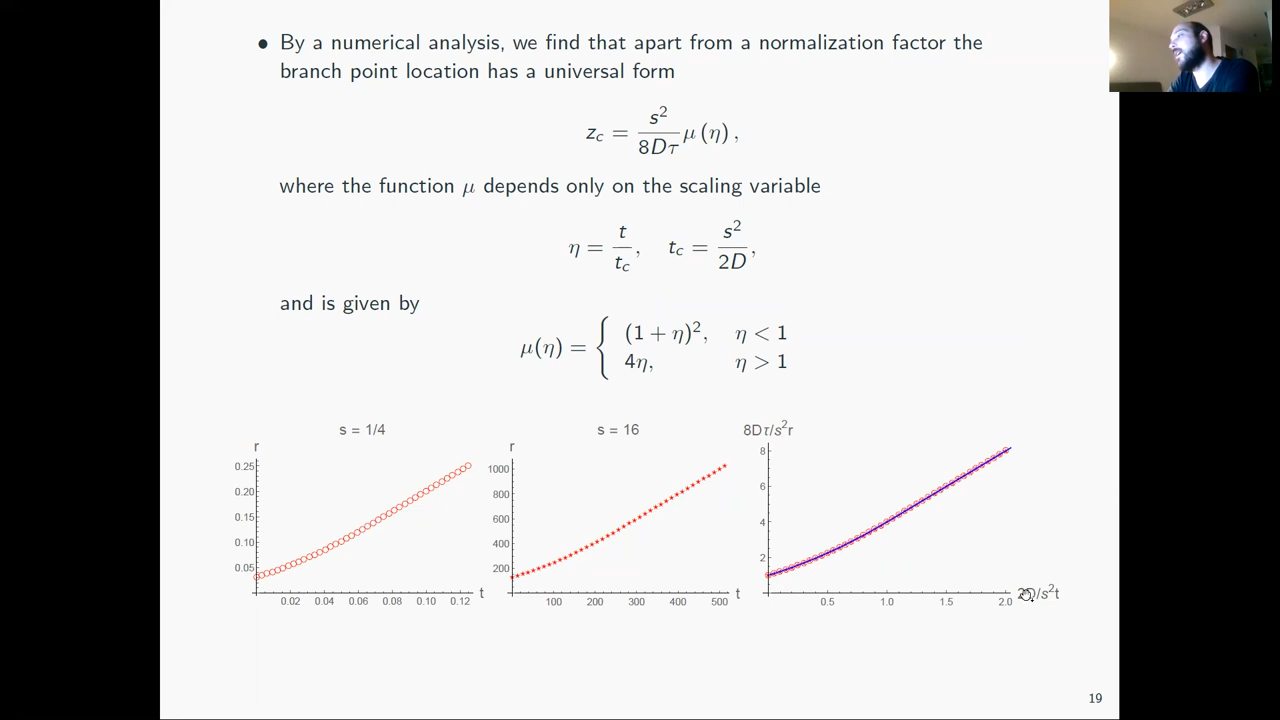 • By a numerical analysis, we find that apart from a normalization factor the
branch point location has a universal form
z_c = s²/8Dτ μ(η),
where the function μ depends only on the scaling variable
η = t/t_c, t_c = s²/2D,
and is given by
μ(η) = { (1 + η)², η < 1
4η, η > 1
s = 1/4
r
0.25
0.20
0.15
0.10
0.05
0.02 0.04 0.06 0.08 0.10 0.12 t
s = 16
r
1000
800
600
400
200
100 200 300 400 500 t
8Dτ/s²r
8
6
4
2
0.5 1.0 1.5 2.0
/s²t
19